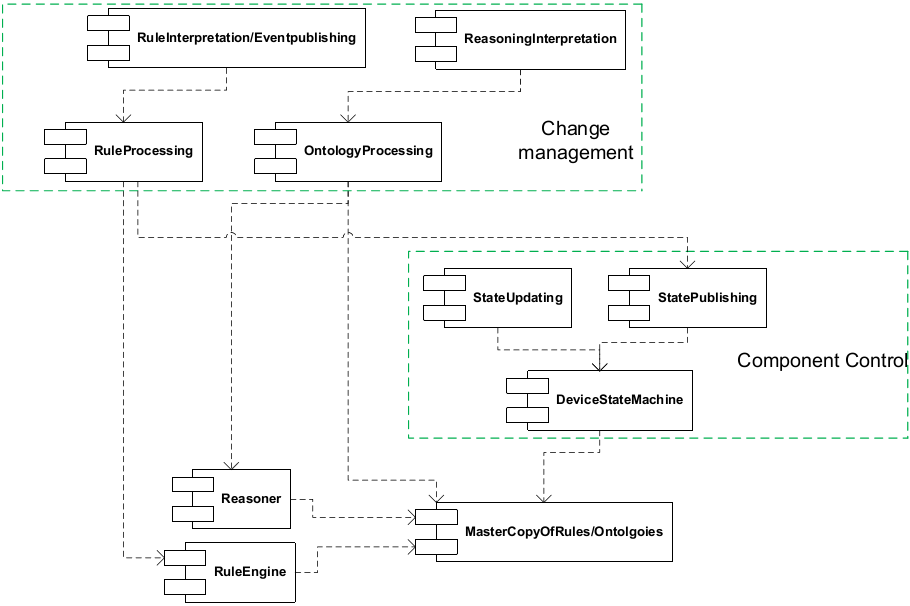 RuleInterpretation/Eventpublishing
ReasoningInterpretation
Change
management
RuleProcessing
OntologyProcessing
StateUpdating
StatePublishing
Component Control
DeviceStateMachine
Reasoner
MasterCopyOfRules/Ontolgoies
RuleEngine